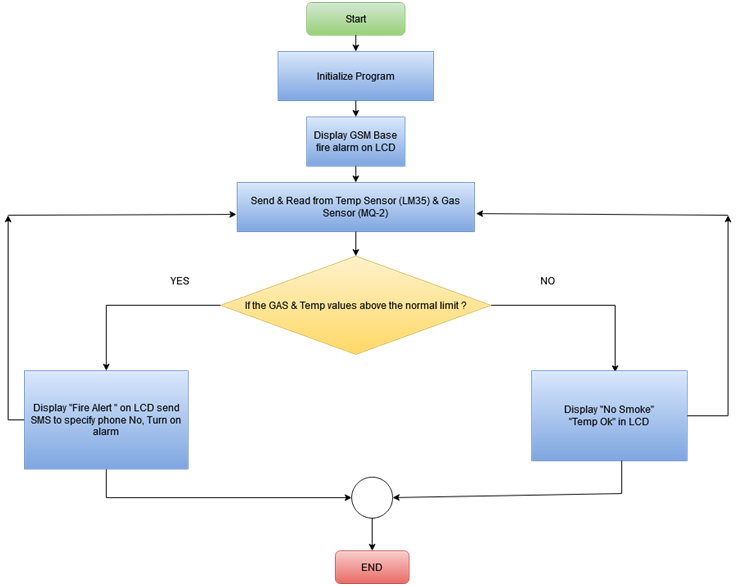 Start
Initialize Program
Display GSM Base
fire alarm on LCD
Send & Read from Temp Sensor (LM35) & Gas
Sensor (MQ-2)
YES
NO
If the GAS & Temp values above the normal limit ?
Display "Fire Alert " on LCD send
SMS to specify phone No, Turn on
alarm
Display "No Smoke"
"Temp Ok" in LCD
END